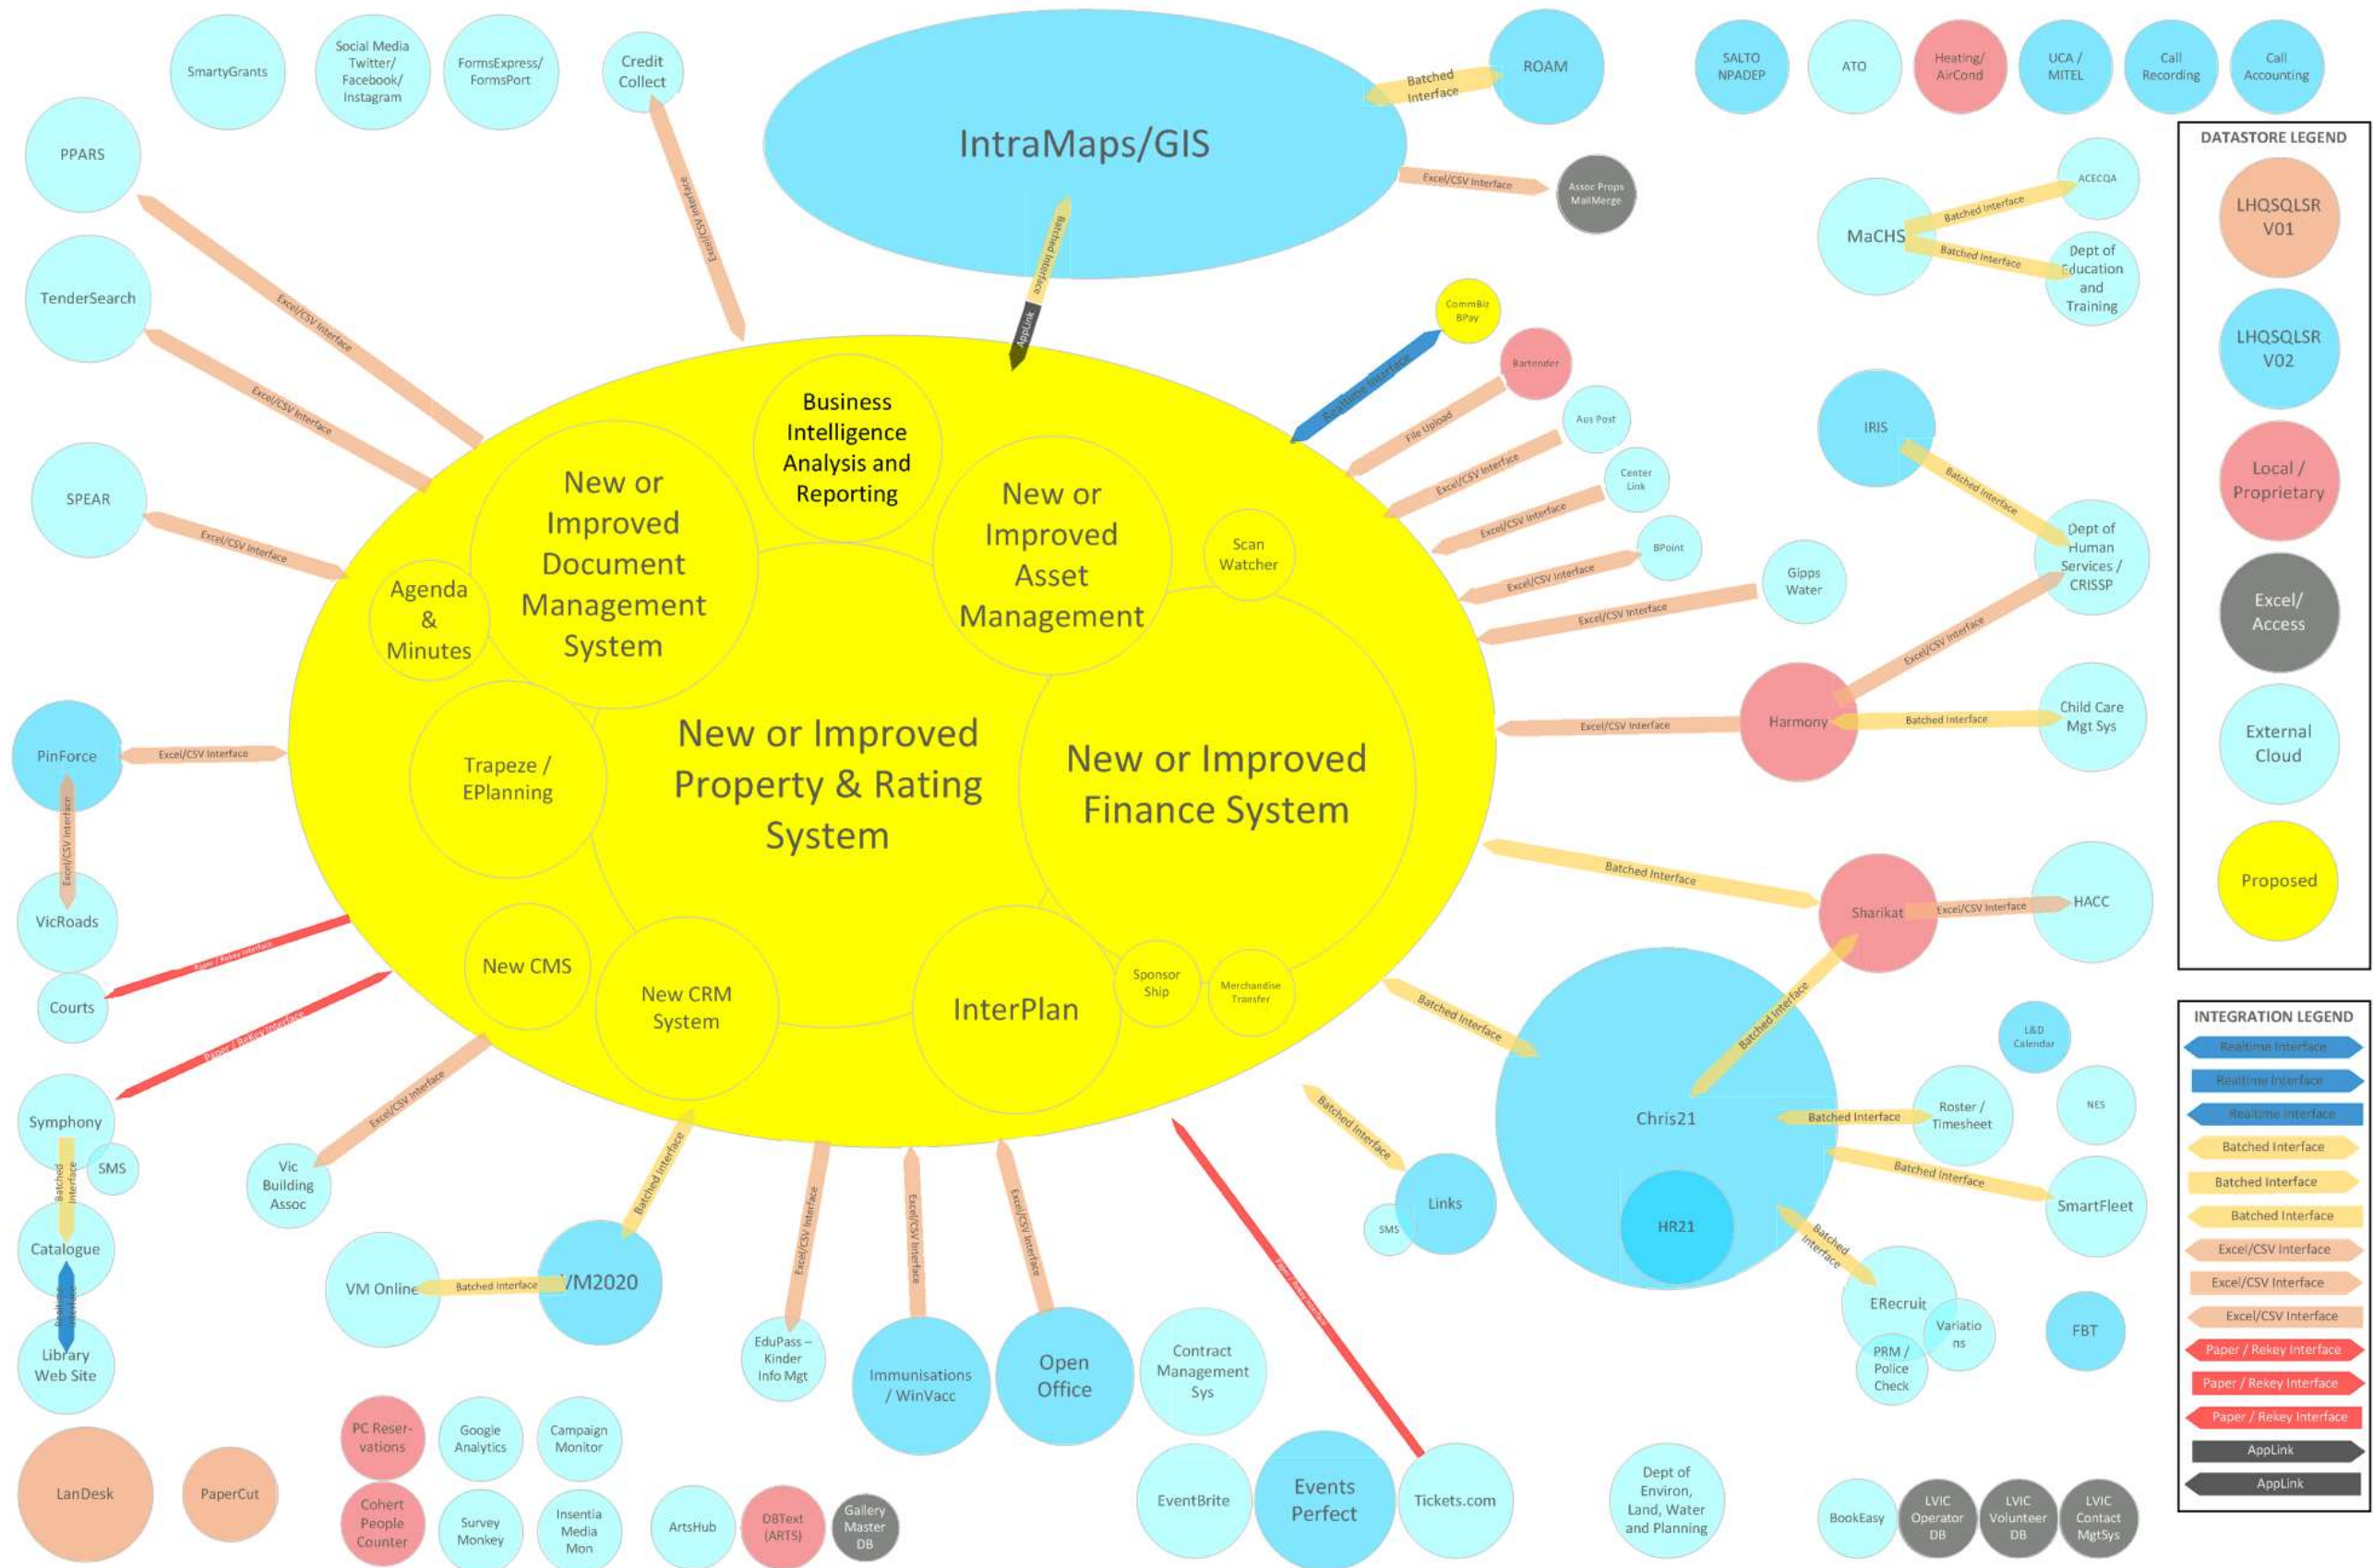 SmartyGrants
Social Media
Twitter/
Facebook/
Instagram
FormsExpress/
FormsPort
Credit
Collect
IntraMaps/GIS
Batched
Interface
ROAM
SALTO
NPADEP
ATO
Heating/
AirCond
UCA /
MITEL
Call
Recording
Call
Accounting
PPARS
TenderSearch
SPEAR
Excel/CSV Interface
Excel/CSV Interface
Excel/CSV Interface
Excel/CSV Interface
Batched Interface
AppLink
Excel/CSV Interface
Assoc Props
MailMerge
MaCHS
Batched Interface
ACECQA
Batched Interface
Dept of
Education
and
Training
CommBiz
BPay
Realtime Interface
Bartender
File Upload
Aus Post
Excel/CSV Interface
Center
Link
Excel/CSV Interface
BPoint
Excel/CSV Interface
Gipps
Water
Excel/CSV Interface
IRIS
Batched Interface
Dept of
Human
Services /
CRISSP
Excel/CSV Interface
Harmony
Excel/CSV Interface
Batched Interface
Child Care
Mgt Sys
Business
Intelligence
Analysis and
Reporting
New or
Improved
Document
Management
System
New or
Improved
Asset
Management
Scan
Watcher
Agenda
&
Minutes
Trapeze /
EPlanning
New or Improved
Property & Rating
System
New or Improved
Finance System
New CMS
New CRM
System
InterPlan
Sponsor
Ship
Merchandise
Transfer
PinForce
Excel/CSV Interface
Excel/CSV Interface
VicRoads
Courts
Paper / Rekey Interface
Paper / Rekey Interface
Symphony
SMS
Batched
Interface
Catalogue
Realtime
Interface
Library
Web Site
Excel/CSV Interface
Vic
Building
Assoc
VM Online
Batched Interface
VM2020
Batched Interface
Excel/CSV Interface
EduPass –
Kinder
Info Mgt
Excel/CSV Interface
Immunisations
/ WinVacc
Excel/CSV Interface
Open
Office
Contract
Management
Sys
Paper / Rekey Interface
EventBrite
Events
Perfect
Tickets.com
Batched Interface
Links
SMS
Batched Interface
Sharikat
Excel/CSV Interface
HACC
Batched Interface
Batched Interface
Chris21
HR21
L&D
Calendar
Batched Interface
Roster /
Timesheet
NES
Batched Interface
SmartFleet
Batched
Interface
ERecruit
Variatio
ns
PRM /
Police
Check
FBT
LanDesk
PaperCut
PC Reser-
vations
Google
Analytics
Campaign
Monitor
Cohert
People
Counter
Survey
Monkey
Insentia
Media
Mon
ArtsHub
DBText
(ARTS)
Gallery
Master
DB
Dept of
Environ,
Land, Water
and Planning
BookEasy
LVIC
Operator
DB
LVIC
Volunteer
DB
LVIC
Contact
MgtSys
DATASTORE LEGEND
LHQSQLSR
V01
LHQSQLSR
V02
Local /
Proprietary
Excel/
Access
External
Cloud
Proposed
INTEGRATION LEGEND
Realtime Interface
Realtime Interface
Realtime Interface
Batched Interface
Batched Interface
Batched Interface
Excel/CSV Interface
Excel/CSV Interface
Excel/CSV Interface
Paper / Rekey Interface
Paper / Rekey Interface
Paper / Rekey Interface
AppLink
AppLink